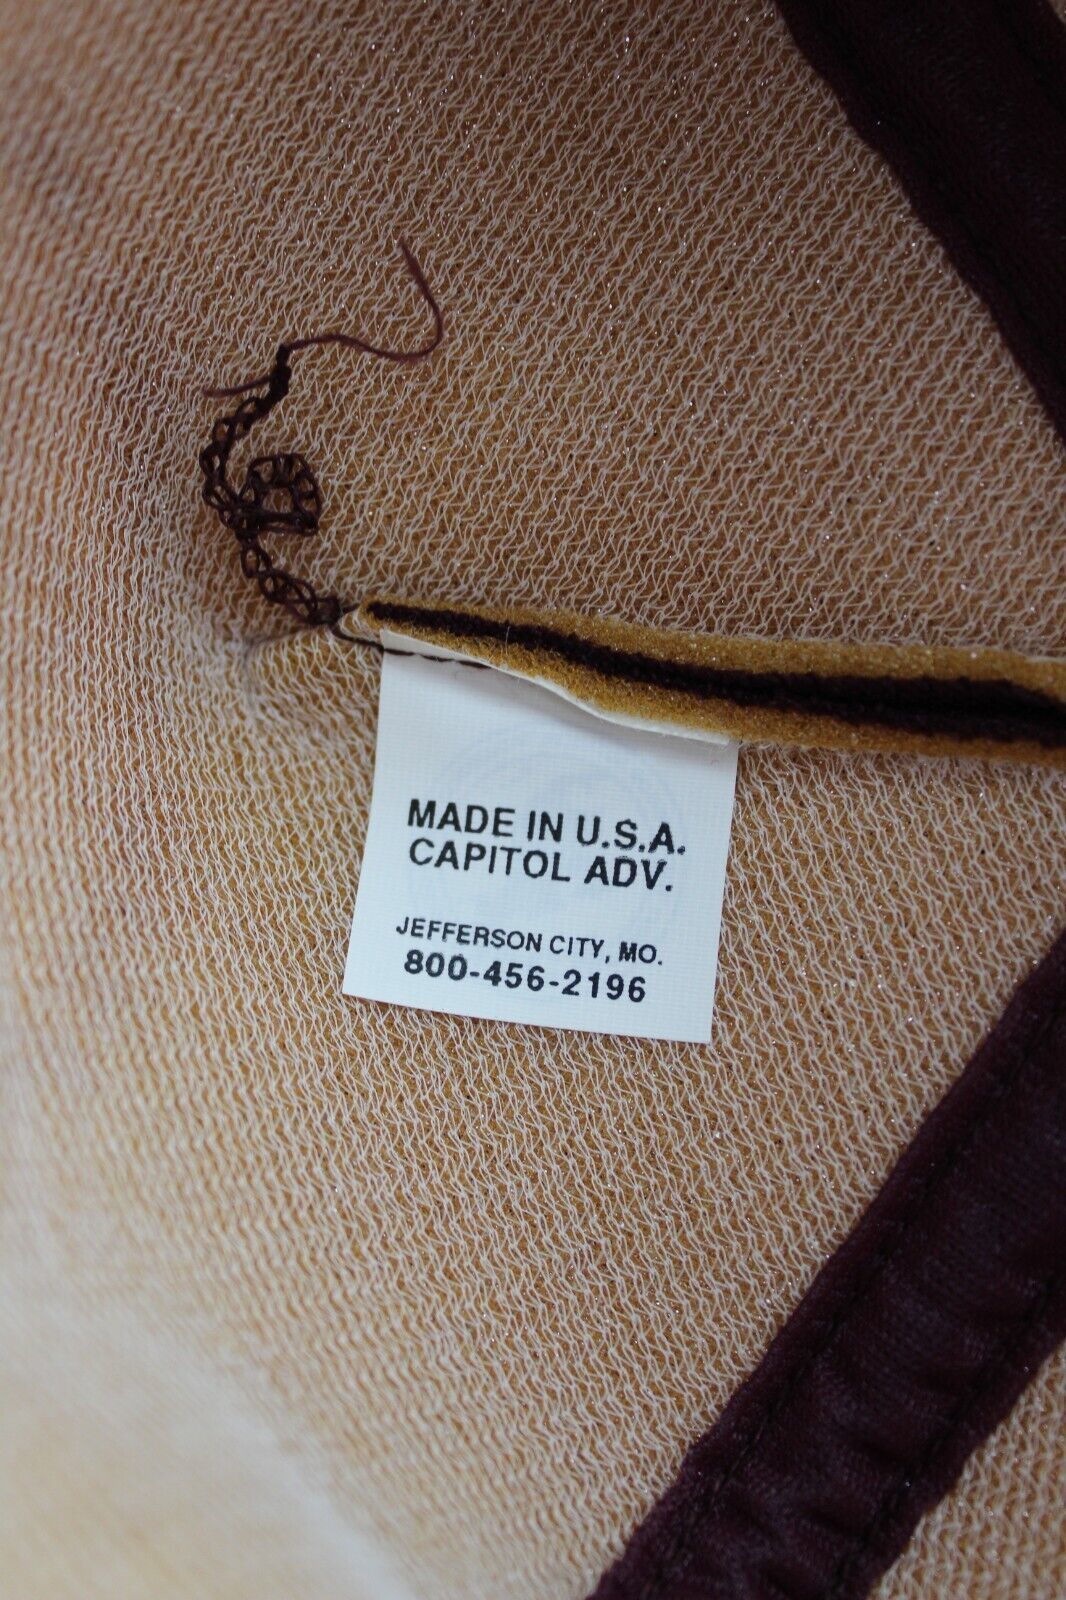 MADE IN U.S.A.
CAPITOL ADV.
JEFFERSON CITY, MO.
800-456-2196